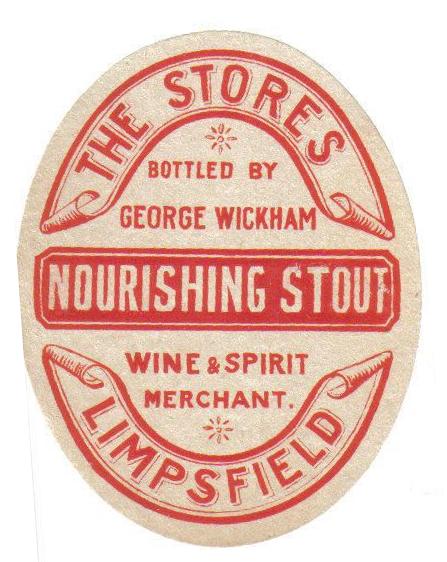 THE STORES
BOTTLED BY
GEORGE WICKHAM
NOURISHING STOUT
WINE & SPIRIT
MERCHANT.
LIMPSFIELD